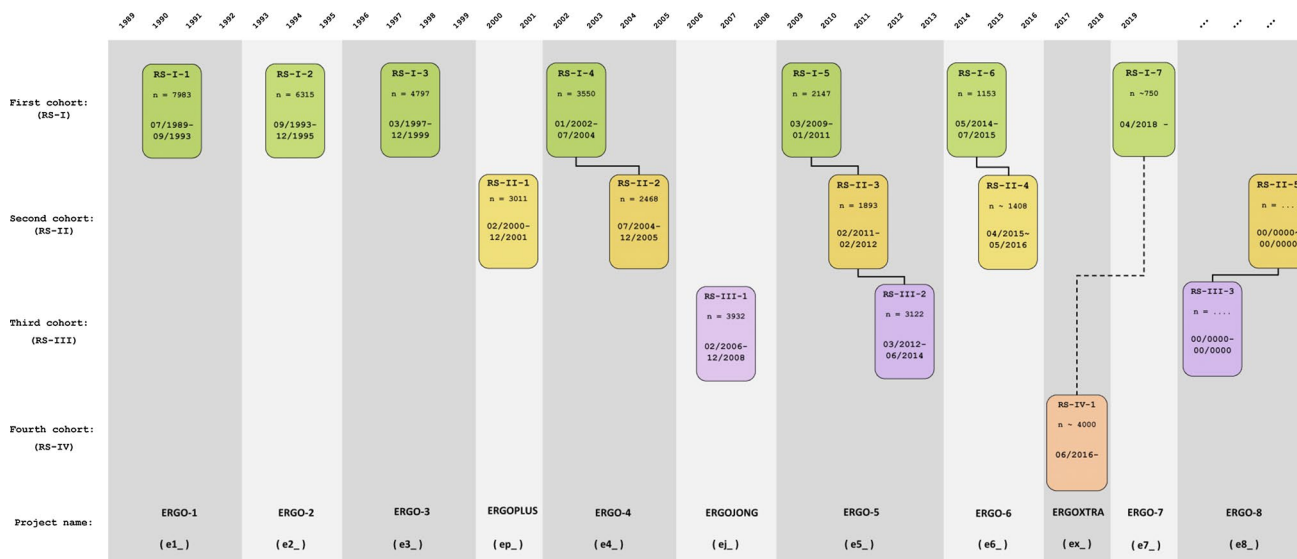 1989 1990 1991 1992 1993 1994 1995 1996 1997 1998 1999 2000 2001 2002 2003 2004 2005 2006 2007 2008 2009 2010 2011 2012 2013 2014 2015 2016 2017 2018 2019 ... ... ...
First cohort:
(RS-I)
RS-I-1
n = 7983
07/1989-
09/1993
RS-I-2
n = 6315
09/1993-
12/1995
RS-I-3
n = 4797
03/1997-
12/1999
RS-I-4
n = 3550
01/2002-
07/2004
RS-I-5
n = 2147
03/2009-
01/2011
RS-I-6
n = 1153
05/2014-
07/2015
RS-I-7
n ~750
04/2018 -
Second cohort:
(RS-II)
RS-II-1
n = 3011
02/2000-
12/2001
RS-II-2
n = 2468
07/2004-
12/2005
RS-II-3
n = 1893
02/2011-
02/2012
RS-II-4
n ~ 1408
04/2015~
05/2016
RS-II-5
n = ....
00/0000-
00/0000
Third cohort:
(RS-III)
RS-III-1
n = 3932
02/2006-
12/2008
RS-III-2
n = 3122
03/2012-
06/2014
RS-III-3
n = ....
00/0000-
00/0000
Fourth cohort:
(RS-IV)
RS-IV-1
n ~ 4000
06/2016-
Project name:
ERGO-1
( e1_ )
ERGO-2
( e2_ )
ERGO-3
( e3_ )
ERGOPLUS
( ep_ )
ERGO-4
( e4_ )
ERGOJONG
( ej_ )
ERGO-5
( e5_ )
ERGO-6
( e6_ )
ERGOXTRA
( ex_ )
ERGO-7
( e7_ )
ERGO-8
( e8_ )